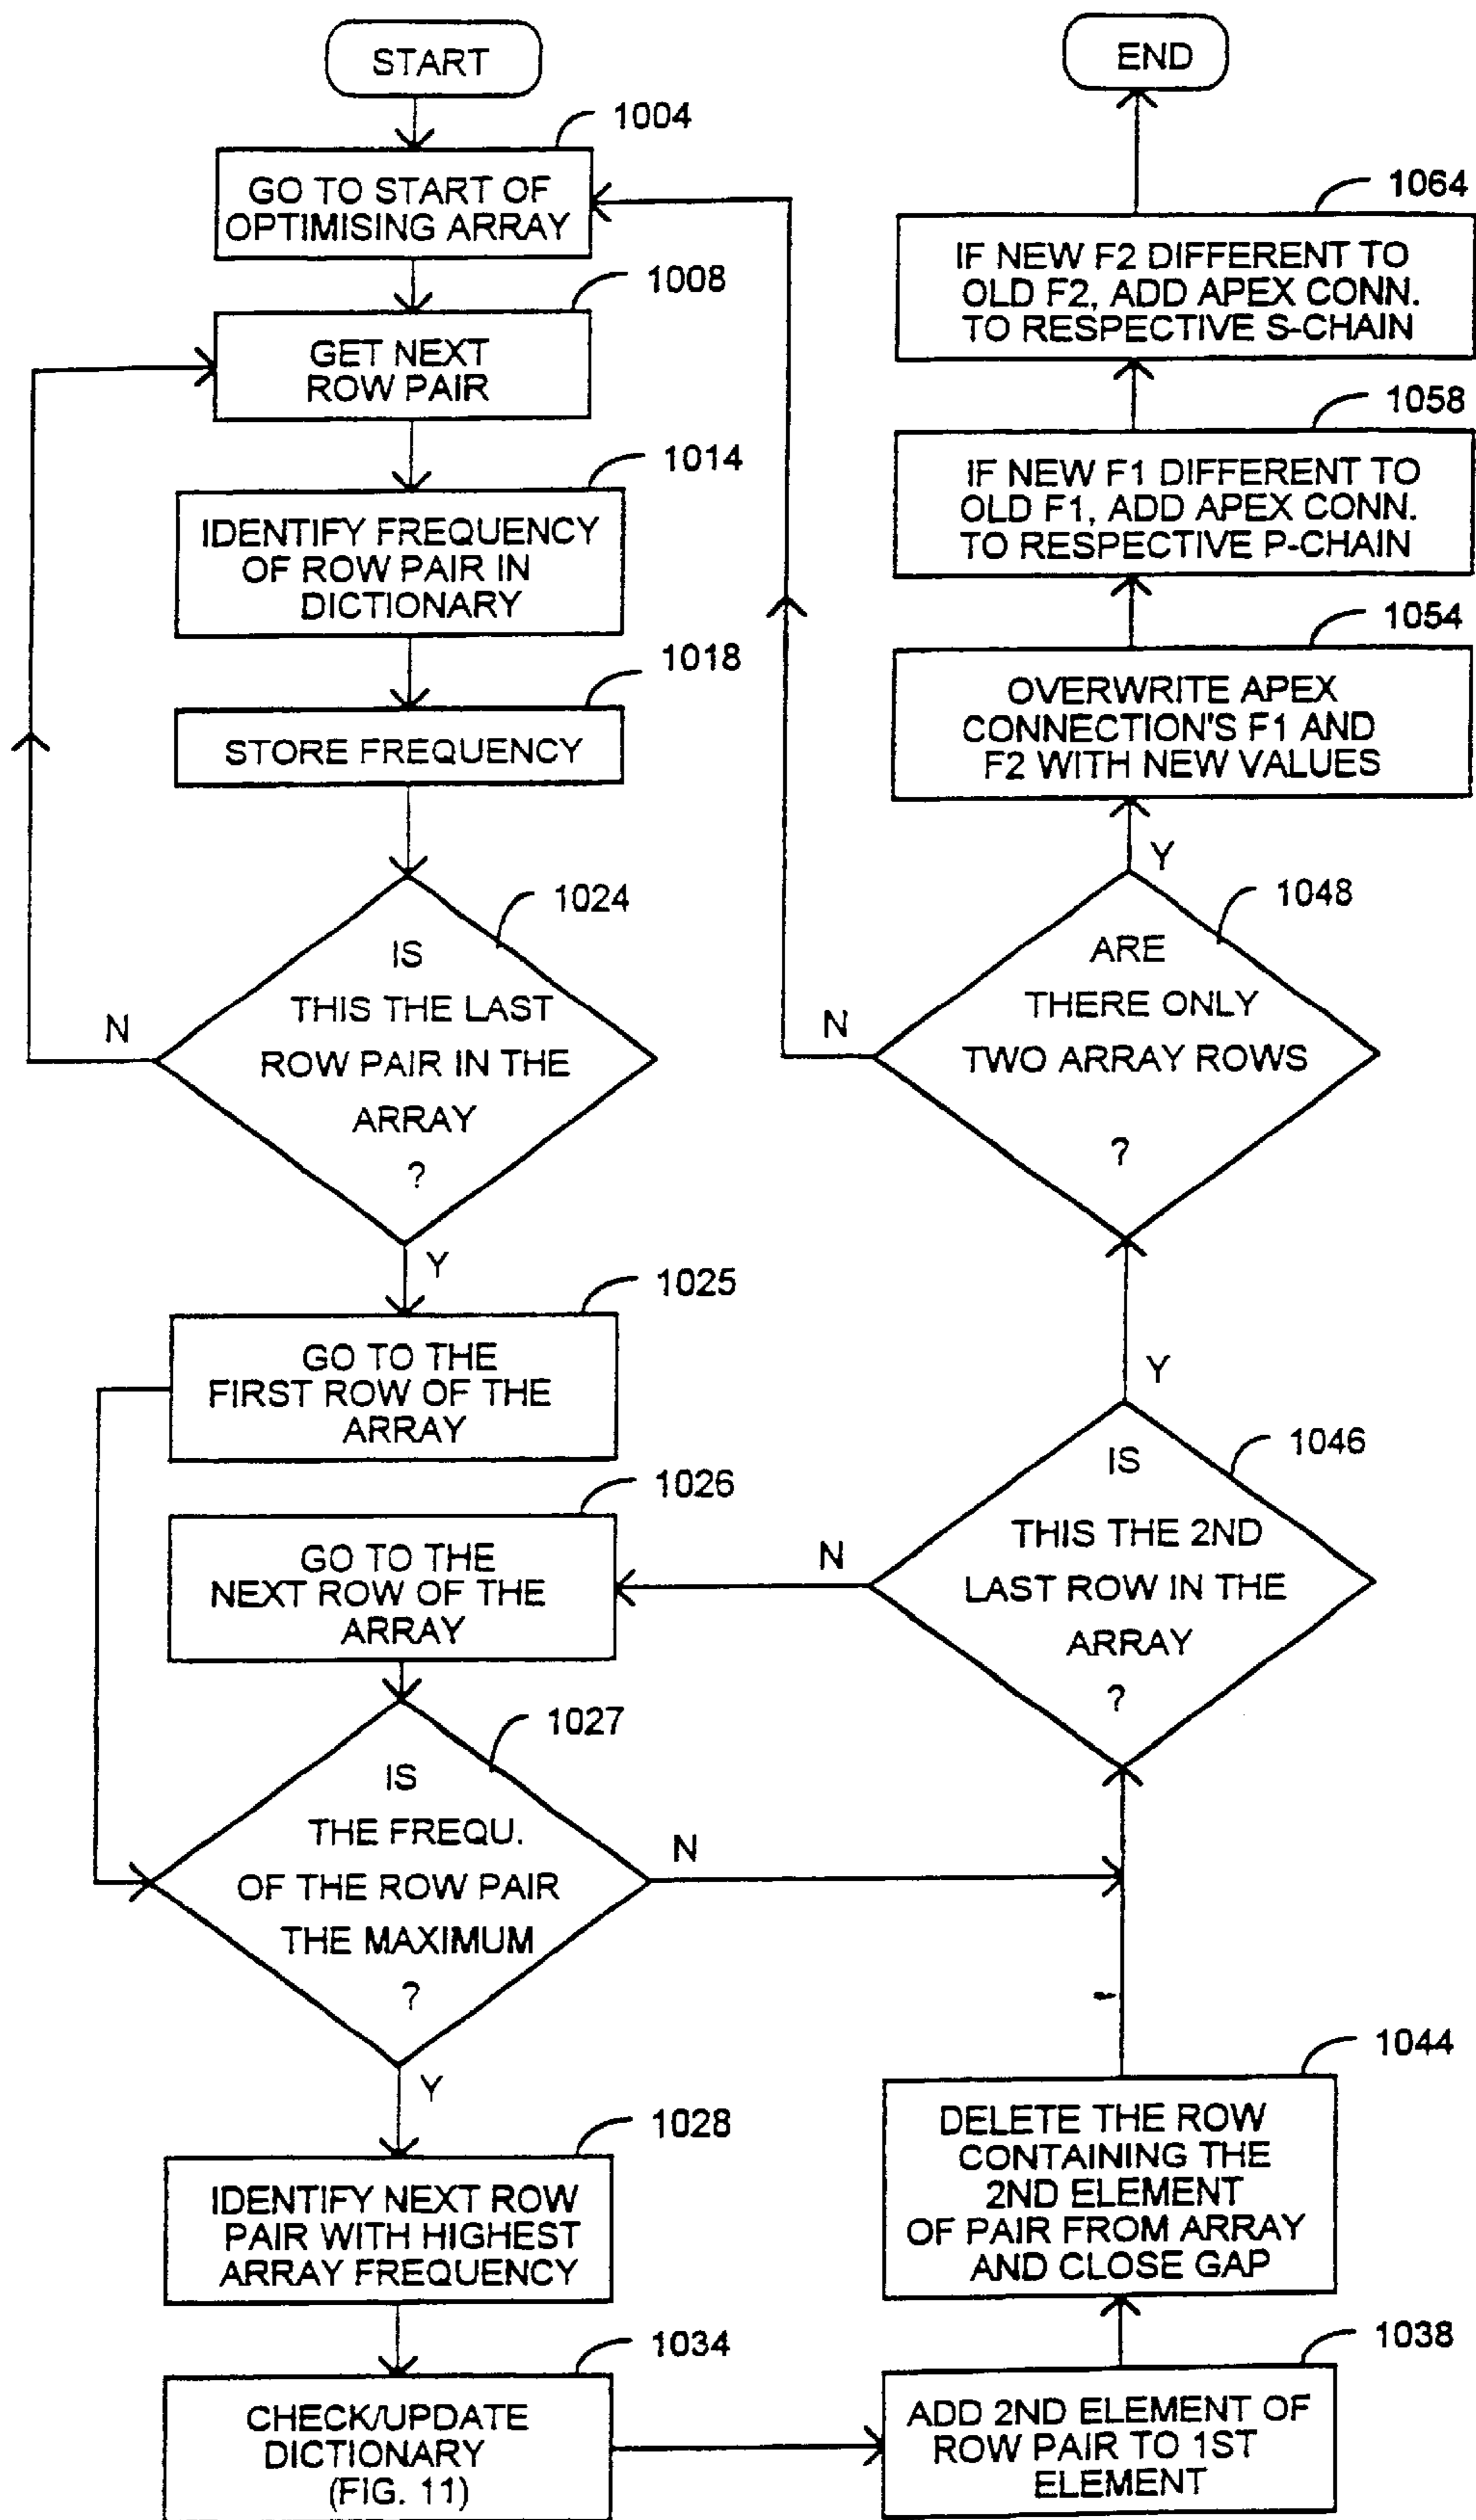 START
1004
GO TO START OF
OPTIMISING ARRAY
1008
GET NEXT
ROW PAIR
1014
IDENTIFY FREQUENCY
OF ROW PAIR IN
DICTIONARY
1018
STORE FREQUENCY
1024
IS
THIS THE LAST
ROW PAIR IN THE
ARRAY
?
N
Y
1025
GO TO THE
FIRST ROW OF THE
ARRAY
1026
GO TO THE
NEXT ROW OF THE
ARRAY
1027
IS
THE FREQU.
OF THE ROW PAIR
THE MAXIMUM
?
N
Y
1028
IDENTIFY NEXT ROW
PAIR WITH HIGHEST
ARRAY FREQUENCY
1034
CHECK/UPDATE
DICTIONARY
(FIG. 11)
1038
ADD 2ND ELEMENT OF
ROW PAIR TO 1ST
ELEMENT
1044
DELETE THE ROW
CONTAINING THE
2ND ELEMENT
OF PAIR FROM ARRAY
AND CLOSE GAP
1046
IS
THIS THE 2ND
LAST ROW IN THE
ARRAY
?
N
Y
1048
ARE
THERE ONLY
TWO ARRAY ROWS
?
N
Y
1054
OVERWRITE APEX
CONNECTION'S F1 AND
F2 WITH NEW VALUES
1058
IF NEW F1 DIFFERENT TO
OLD F1, ADD APEX CONN.
TO RESPECTIVE P-CHAIN
1064
IF NEW F2 DIFFERENT TO
OLD F2, ADD APEX CONN.
TO RESPECTIVE S-CHAIN
END